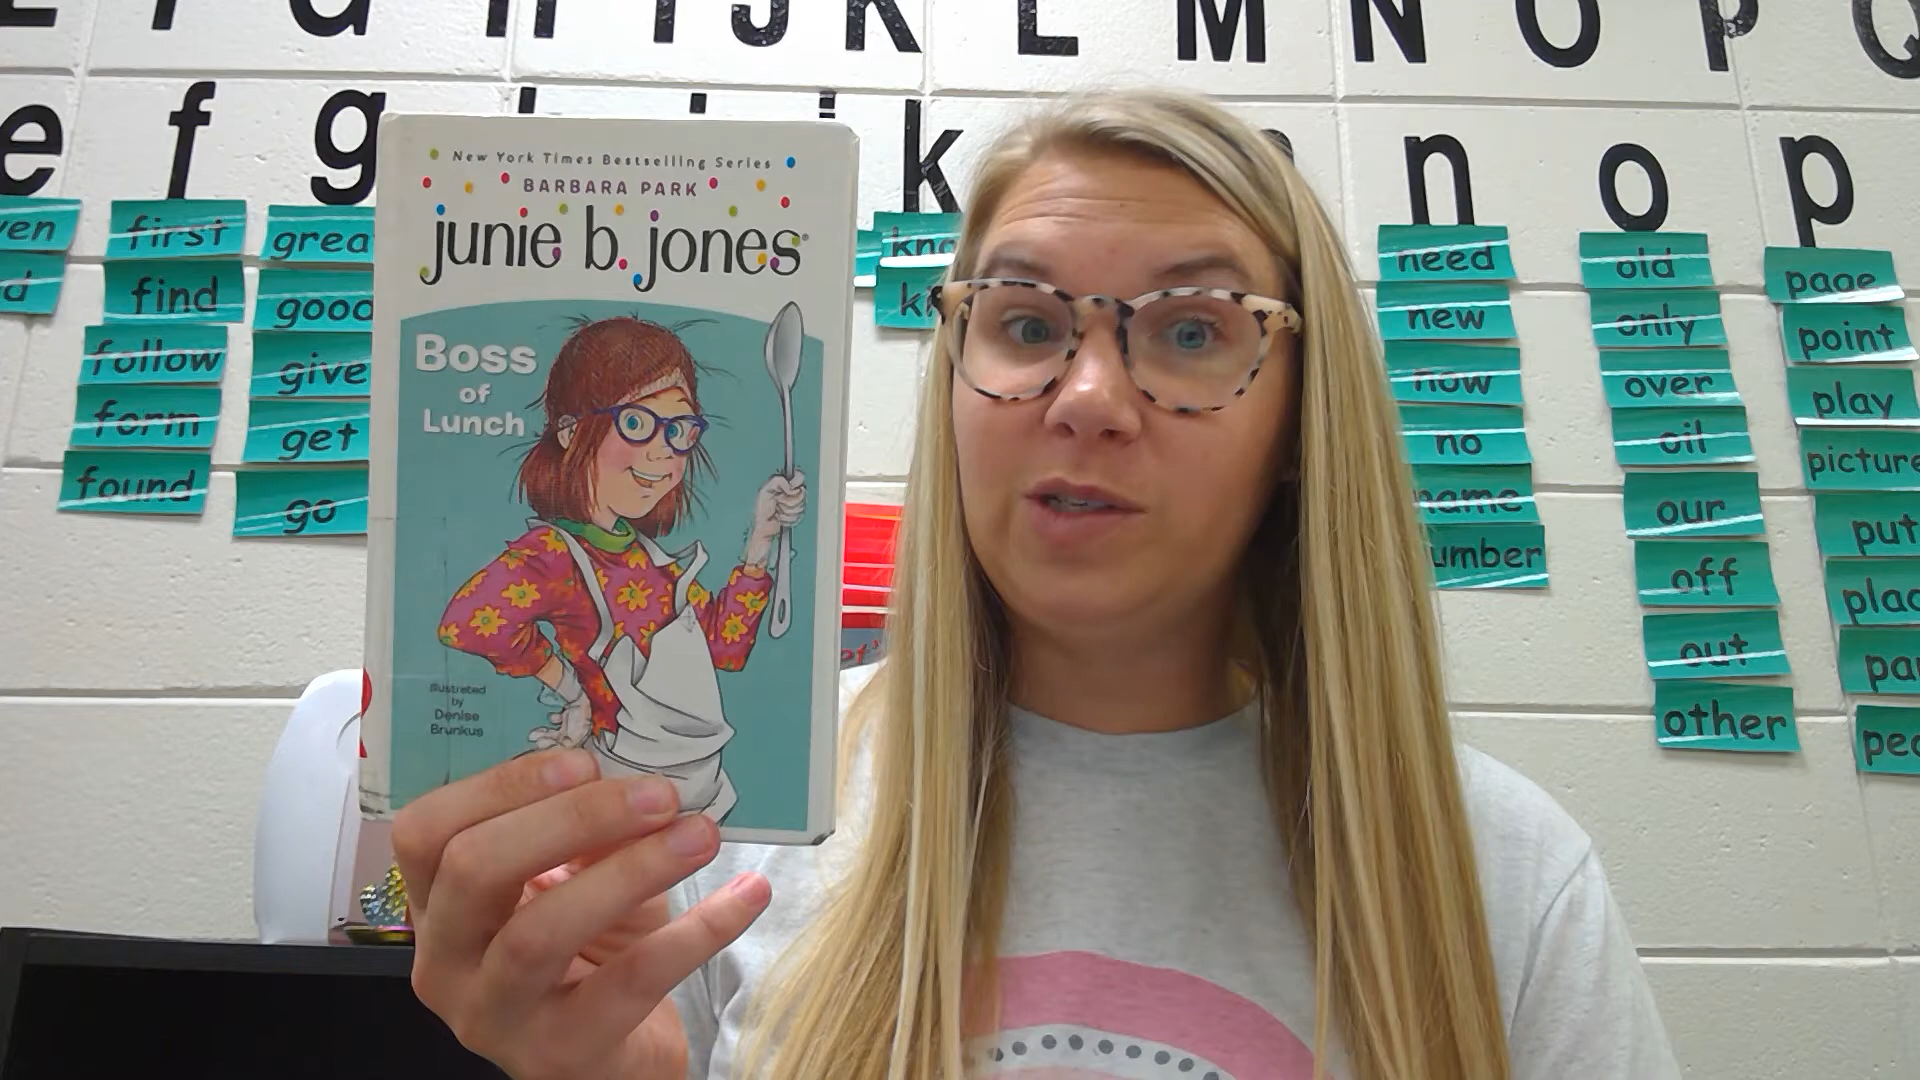 F G H I J K L M N O P Q
e f g k n o p
New York Times Bestselling Series
BARBARA PARK
junie b. jones
Boss
of
Lunch
Illustrated
by
Denise
Brunkus
first
find
follow
form
found
good
give
get
go
need
new
now
no
name
old
only
over
oil
our
off
out
other
page
point
play
picture
put